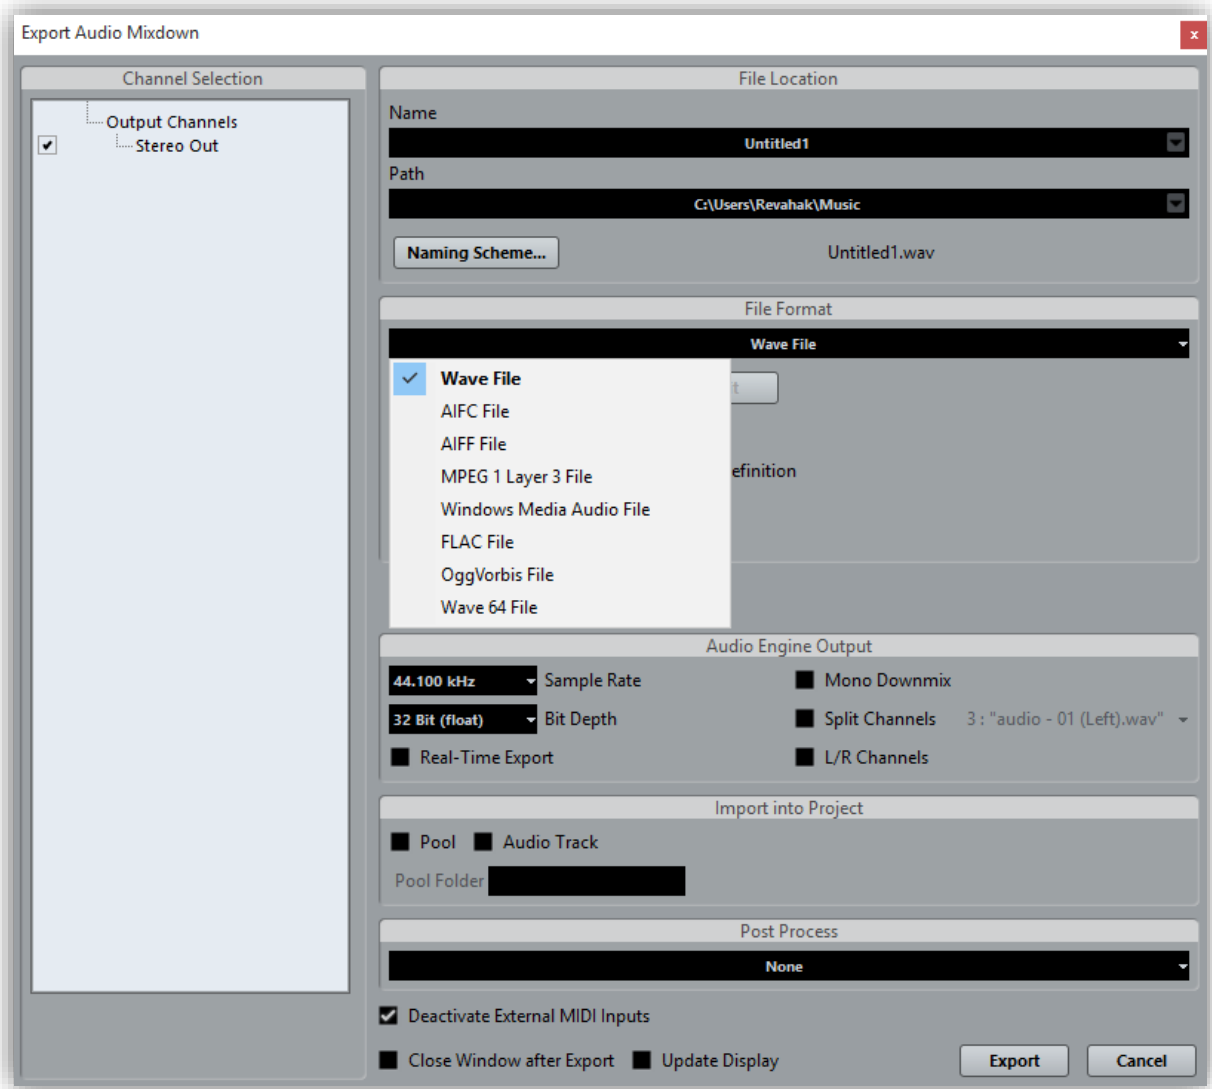 Export Audio Mixdown
x
Channel Selection
Output Channels
Stereo Out
File Location
Name
Untitled1
Path
C:\Users\Revahak\Music
Naming Scheme...
Untitled1.wav
File Format
Wave File
Wave File
AIFC File
AIFF File
MPEG 1 Layer 3 File
Windows Media Audio File
FLAC File
OggVorbis File
Wave 64 File
t
efinition
Audio Engine Output
44.100 kHz Sample Rate
Mono Downmix
32 Bit (float) Bit Depth
Split Channels 3 : "audio - 01 (Left).wav"
Real-Time Export
L/R Channels
Import into Project
Pool Audio Track
Pool Folder
Post Process
None
Deactivate External MIDI Inputs
Close Window after Export Update Display
Export Cancel